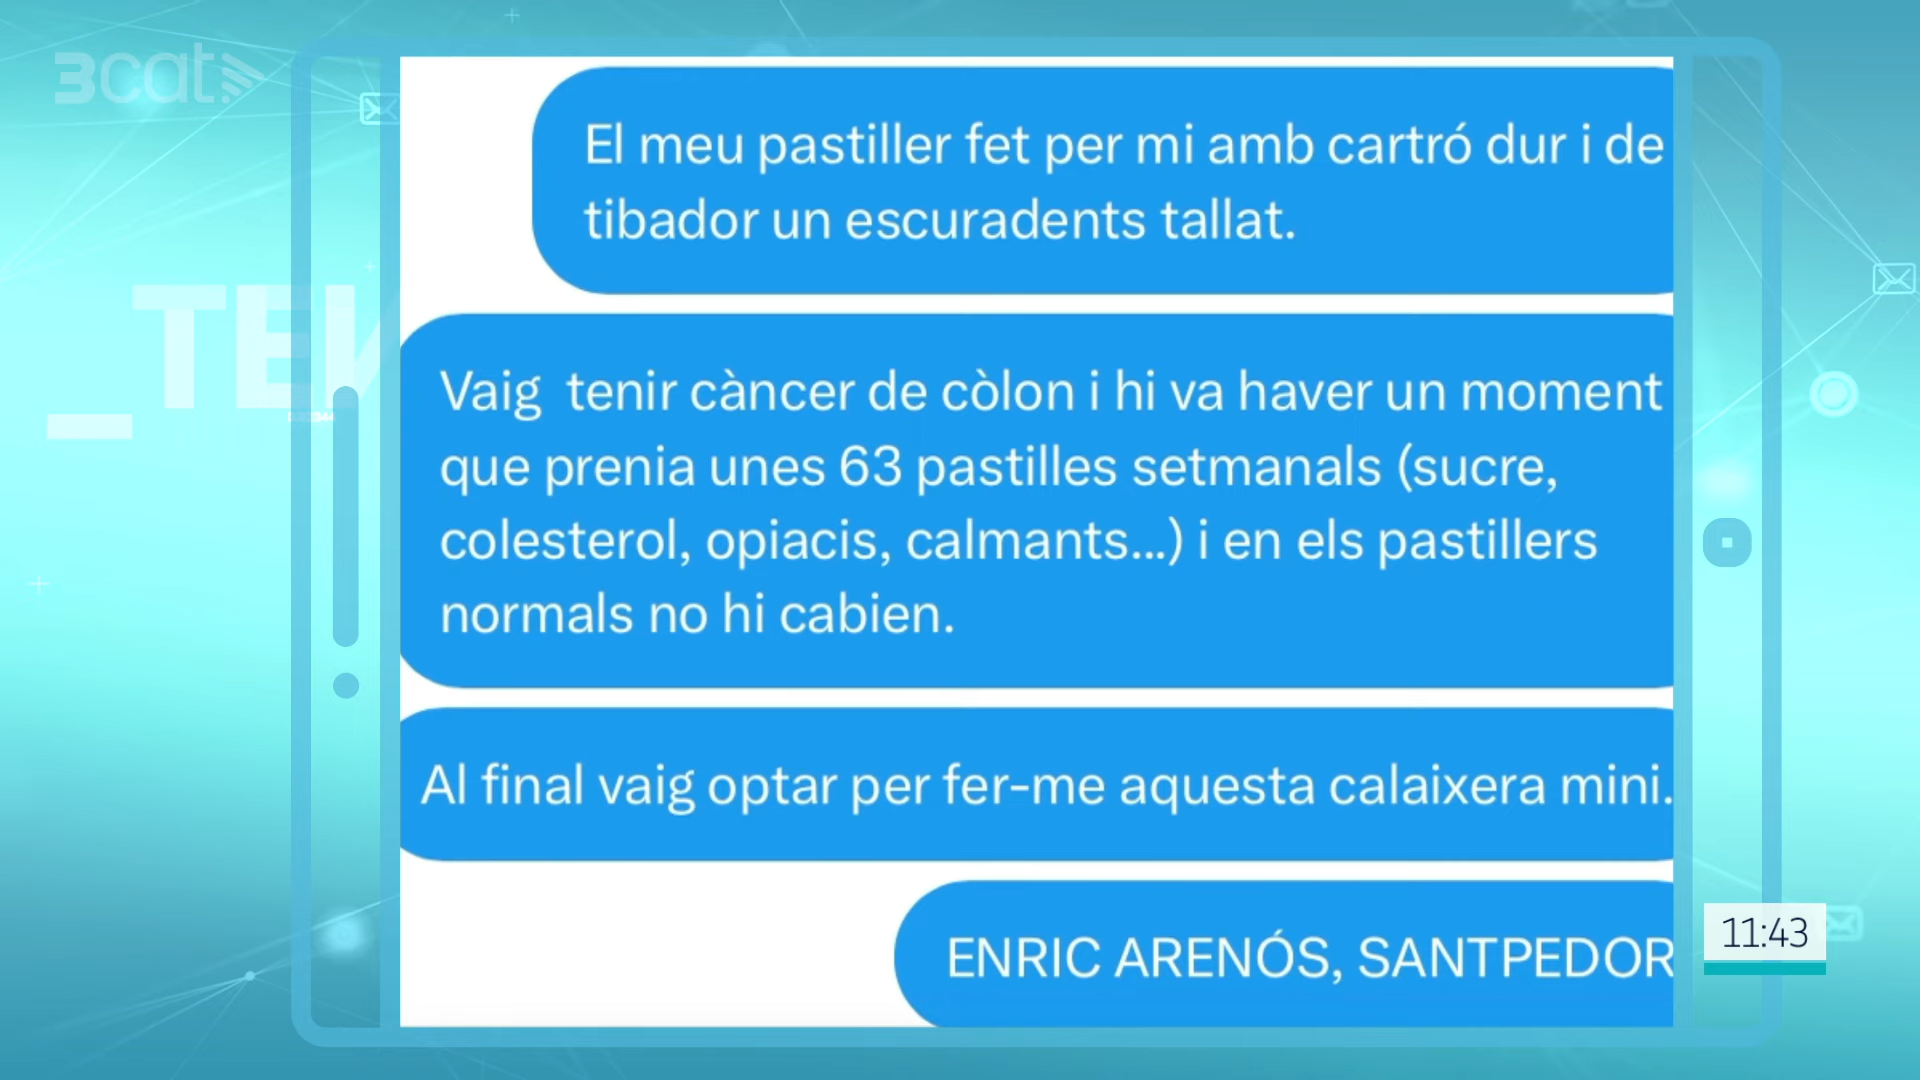 3cat
El meu pastiller fet per mi amb cartró dur i de
tibador un escuradents tallat.
Vaig  tenir càncer de còlon i hi va haver un moment
que prenia unes 63 pastilles setmanals (sucre,
colesterol, opiacis, calmants...) i en els pastillers
normals no hi cabien.
Al final vaig optar per fer-me aquesta calaixera mini.
ENRIC ARENÓS, SANTPEDOR
11:43